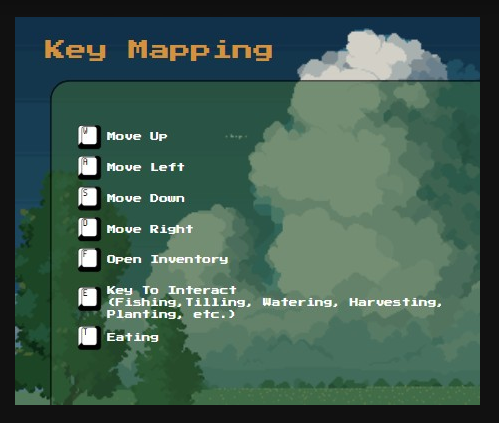 Key Mapping
W Move Up
A Move Left
S Move Down
D Move Right
F Open Inventory
E Key To Interact
(Fishing,Tilling, Watering, Harvesting,
Planting, etc.)
T Eating